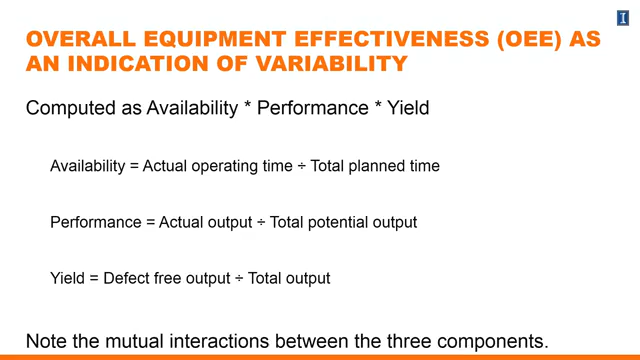 OVERALL EQUIPMENT EFFECTIVENESS (OEE) AS
AN INDICATION OF VARIABILITY
Computed as Availability * Performance * Yield
Availability = Actual operating time ÷ Total planned time
Performance = Actual output ÷ Total potential output
Yield = Defect free output ÷ Total output
Note the mutual interactions between the three components.